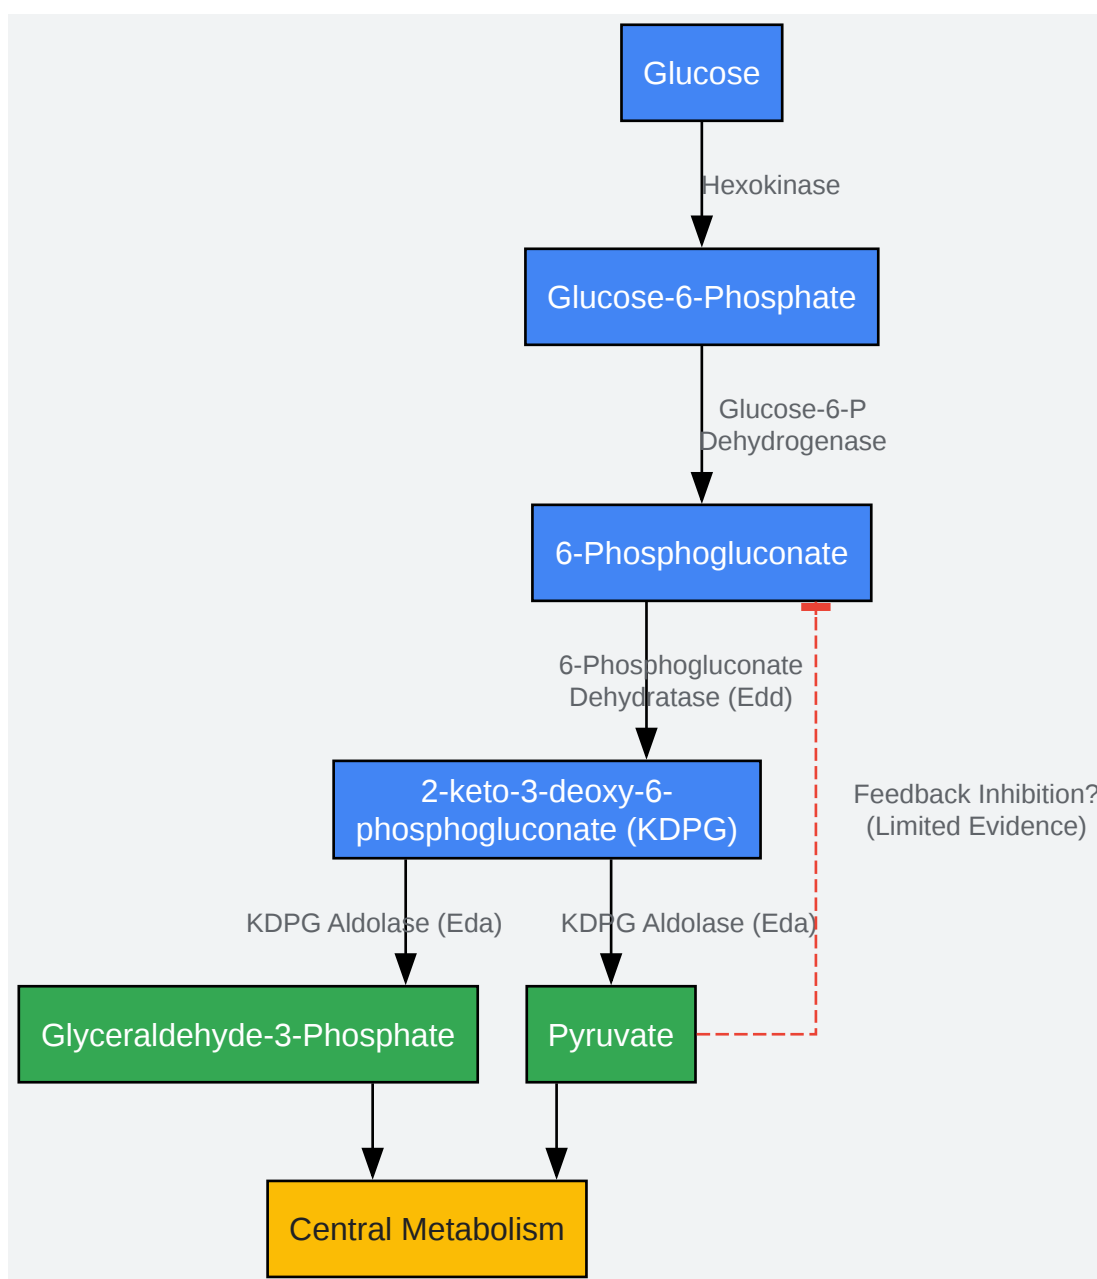 Glucose
Hexokinase
Glucose-6-Phosphate
Glucose-6-P
Dehydrogenase
6-Phosphogluconate
6-Phosphogluconate
Dehydratase (Edd)
2-keto-3-deoxy-6-
phosphogluconate (KDPG)
Feedback Inhibition?
(Limited Evidence)
KDPG Aldolase (Eda)
KDPG Aldolase (Eda)
Glyceraldehyde-3-Phosphate
Pyruvate
Central Metabolism